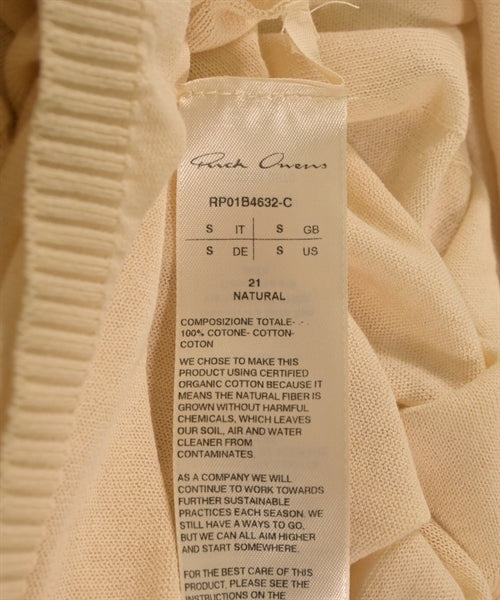 Rick Owens
RP01B4632-C
S IT S GB
S DE S US
21
NATURAL
COMPOSIZIONE TOTALE-
100% COTONE- COTTON-
COTON
WE CHOSE TO MAKE THIS
PRODUCT USING CERTIFIED
ORGANIC COTTON BECAUSE IT
MEANS THE NATURAL FIBER IS
GROWN WITHOUT HARMFUL
CHEMICALS, WHICH LEAVES
OUR SOIL, AIR AND WATER
CLEANER FROM
CONTAMINATES.
AS A COMPANY WE WILL
CONTINUE TO WORK TOWARDS
FURTHER SUSTAINABLE
PRACTICES EACH SEASON. WE
STILL HAVE A WAYS TO GO,
BUT WE CAN ALL AIM HIGHER
AND START SOMEWHERE.
FOR THE BEST CARE OF THIS
PRODUCT, PLEASE SEE THE
INSTRUCTIONS ON THE